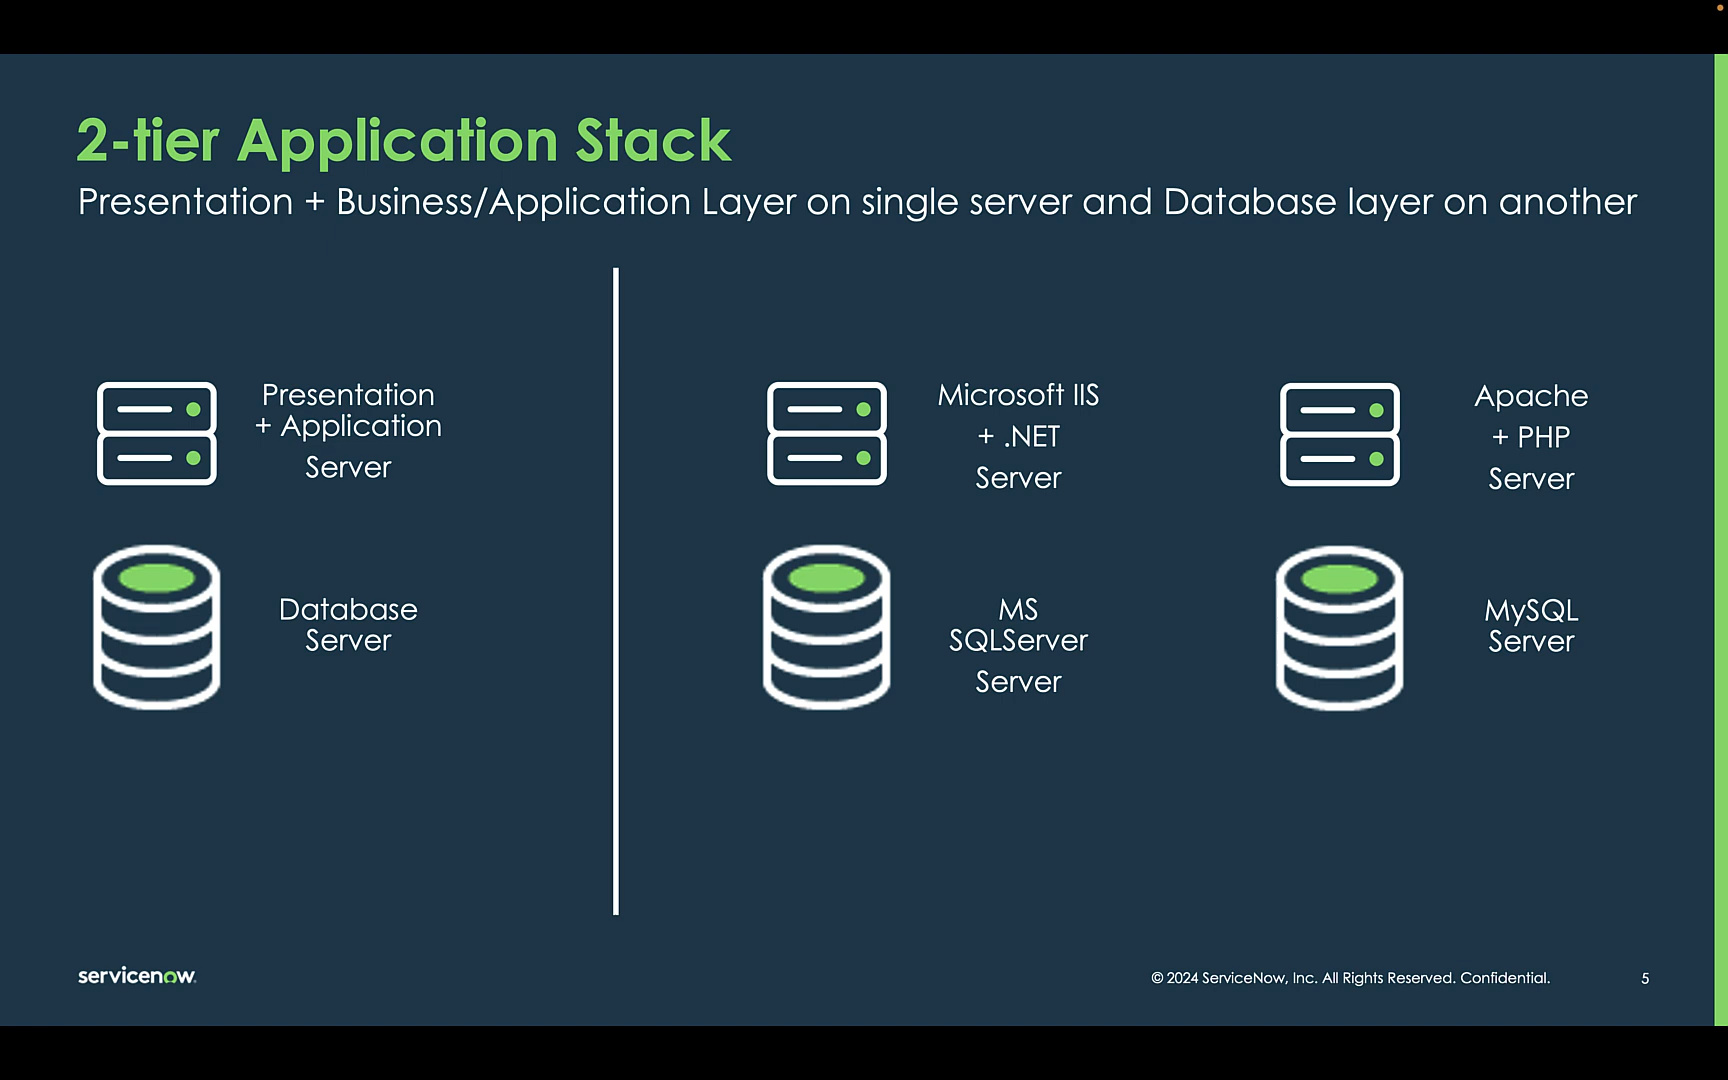 2-tier Application Stack
Presentation + Business/Application Layer on single server and Database layer on another
Presentation
+ Application
Server
Database
Server
Microsoft IIS
+ .NET
Server
MS
SQLServer
Server
Apache
+ PHP
Server
MySQL
Server
servicenow.
© 2024 ServiceNow, Inc. All Rights Reserved. Confidential.
5